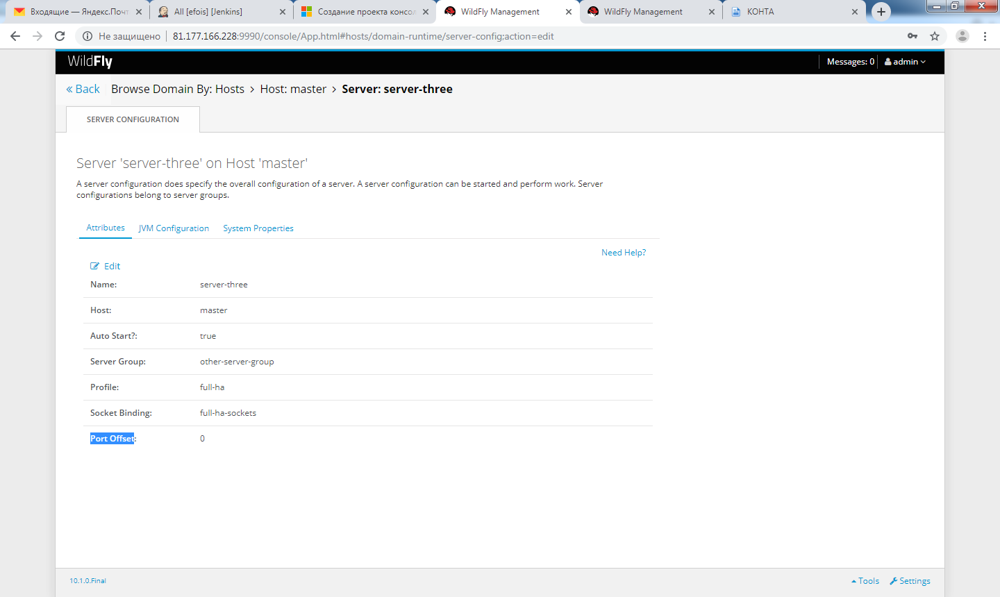 Входящие — Яндекс.Почт
All [efois] [Jenkins]
Создание проекта консол
WildFly Management
WildFly Management
КОНТА
Не защищено
81.177.166.228:9990/console/App.html#hosts/domain-runtime/server-config;action=edit
WildFly
Messages: 0
admin
« Back
Browse Domain By: Hosts > Host: master > Server: server-three
SERVER CONFIGURATION
Server 'server-three' on Host 'master'
A server configuration does specify the overall configuration of a server. A server configuration can be started and perform work. Server
configurations belong to server groups.
Attributes JVM Configuration System Properties
Need Help?
Edit
Name: server-three
Host: master
Auto Start?: true
Server Group: other-server-group
Profile: full-ha
Socket Binding: full-ha-sockets
Port Offset: 0
10.1.0.Final
Tools
Settings